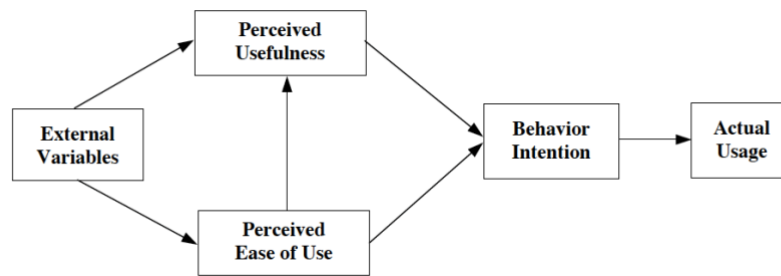 Perceived
Usefulness
External
Variables
Perceived
Ease of Use
Behavior
Intention
Actual
Usage